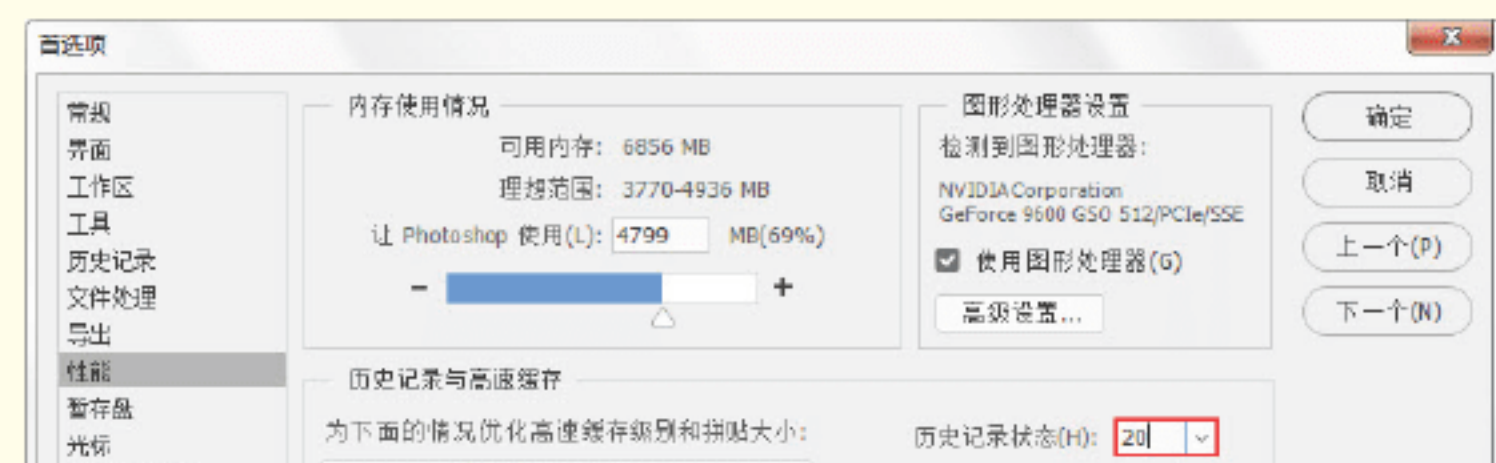 首选项
常规
界面
工作区
工具
历史记录
文件处理
导出
性能
暂存盘
光标
内存使用情况
可用内存: 6856 MB
理想范围: 3770-4936 MB
让 Photoshop 使用(L): 4799 MB(69%)
- +
图形处理器设置
检测到图形处理器:
NVIDIA Corporation
GeForce 9600 GSO 512/PCIe/SSE
使用图形处理器(G)
高级设置...
确定
取消
上一个(P)
下一个(N)
历史记录与高速缓存
为下面的情况优化高速缓存级别和拼贴大小:
历史记录状态(H): 20